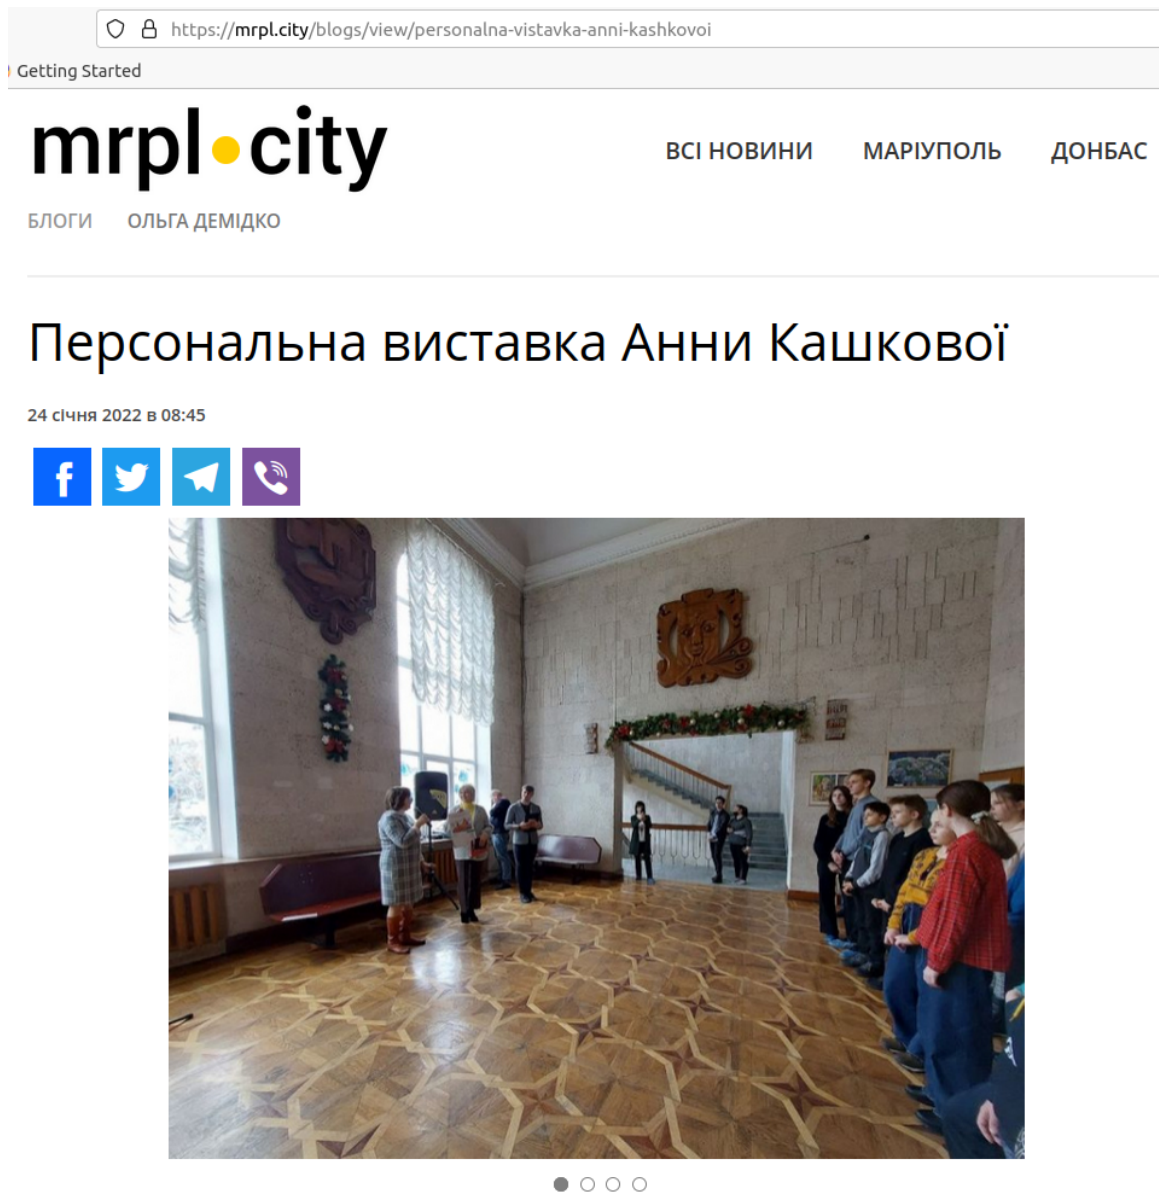 https://mrpl.city/blogs/view/personalna-vistavka-anni-kashkovoi
Getting Started
mrpl city
ВСІ НОВИНИ МАРІУПОЛЬ ДОНБАС
БЛОГИ ОЛЬГА ДЕМІДКО
Персональна виставка Анни Кашкової
24 січня 2022 в 08:45